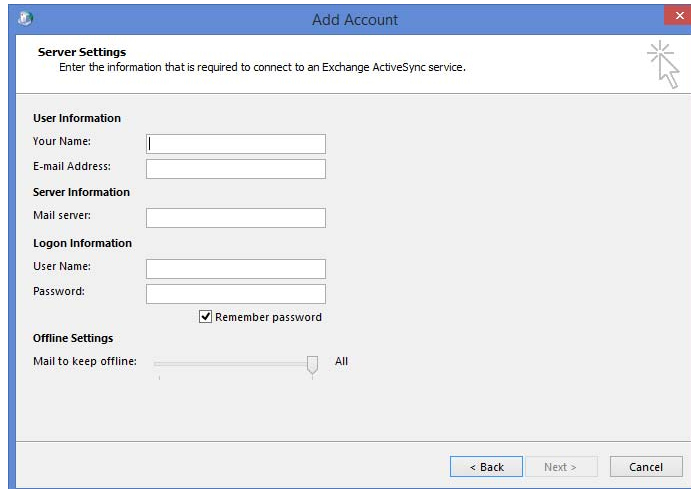 Add Account
Server Settings
Enter the information that is required to connect to an Exchange ActiveSync service.
User Information
Your Name:
E-mail Address:
Server Information
Mail server:
Logon Information
User Name:
Password:
Remember password
Offline Settings
Mail to keep offline: All
< Back Next > Cancel